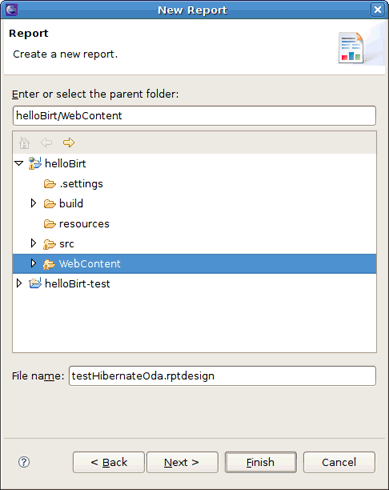 New Report
Report
Create a new report.
Enter or select the parent folder:
helloBirt/WebContent
helloBirt
.settings
build
resources
src
WebContent
helloBirt-test
File name: testHibernateOda.rptdesign
? < Back Next > Finish Cancel